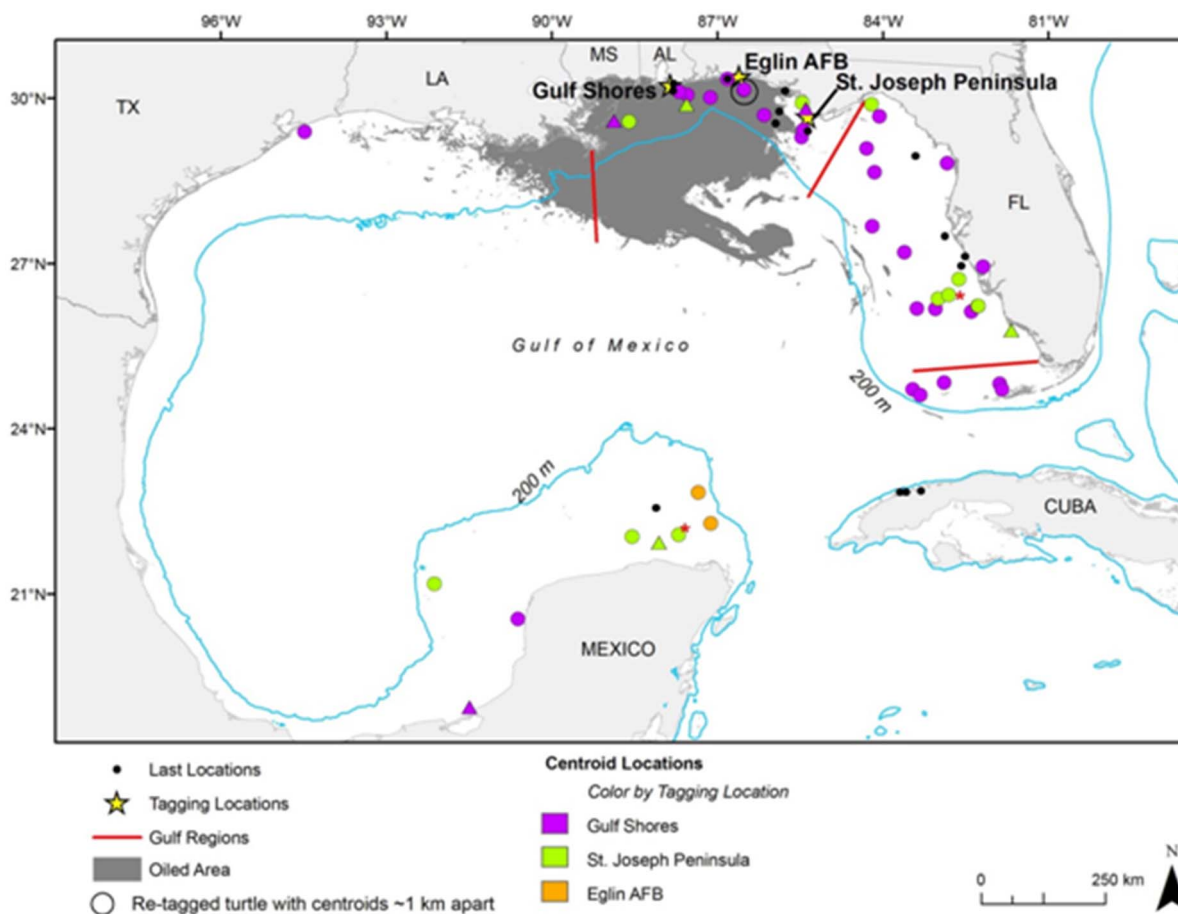 96°W 93°W 90°W 87°W 84°W 81°W
MS AL
Eglin AFB
LA
St. Joseph Peninsula
Gulf Shores
30°N
TX
FL
27°N
Gulf of Mexico
200 m
24°N
200 m
CUBA
21°N
MEXICO
Last Locations
Tagging Locations
Gulf Regions
Oiled Area
Re-tagged turtle with centroids ~1 km apart
Centroid Locations
Color by Tagging Location
Gulf Shores
St. Joseph Peninsula
Eglin AFB
N
0 250 km